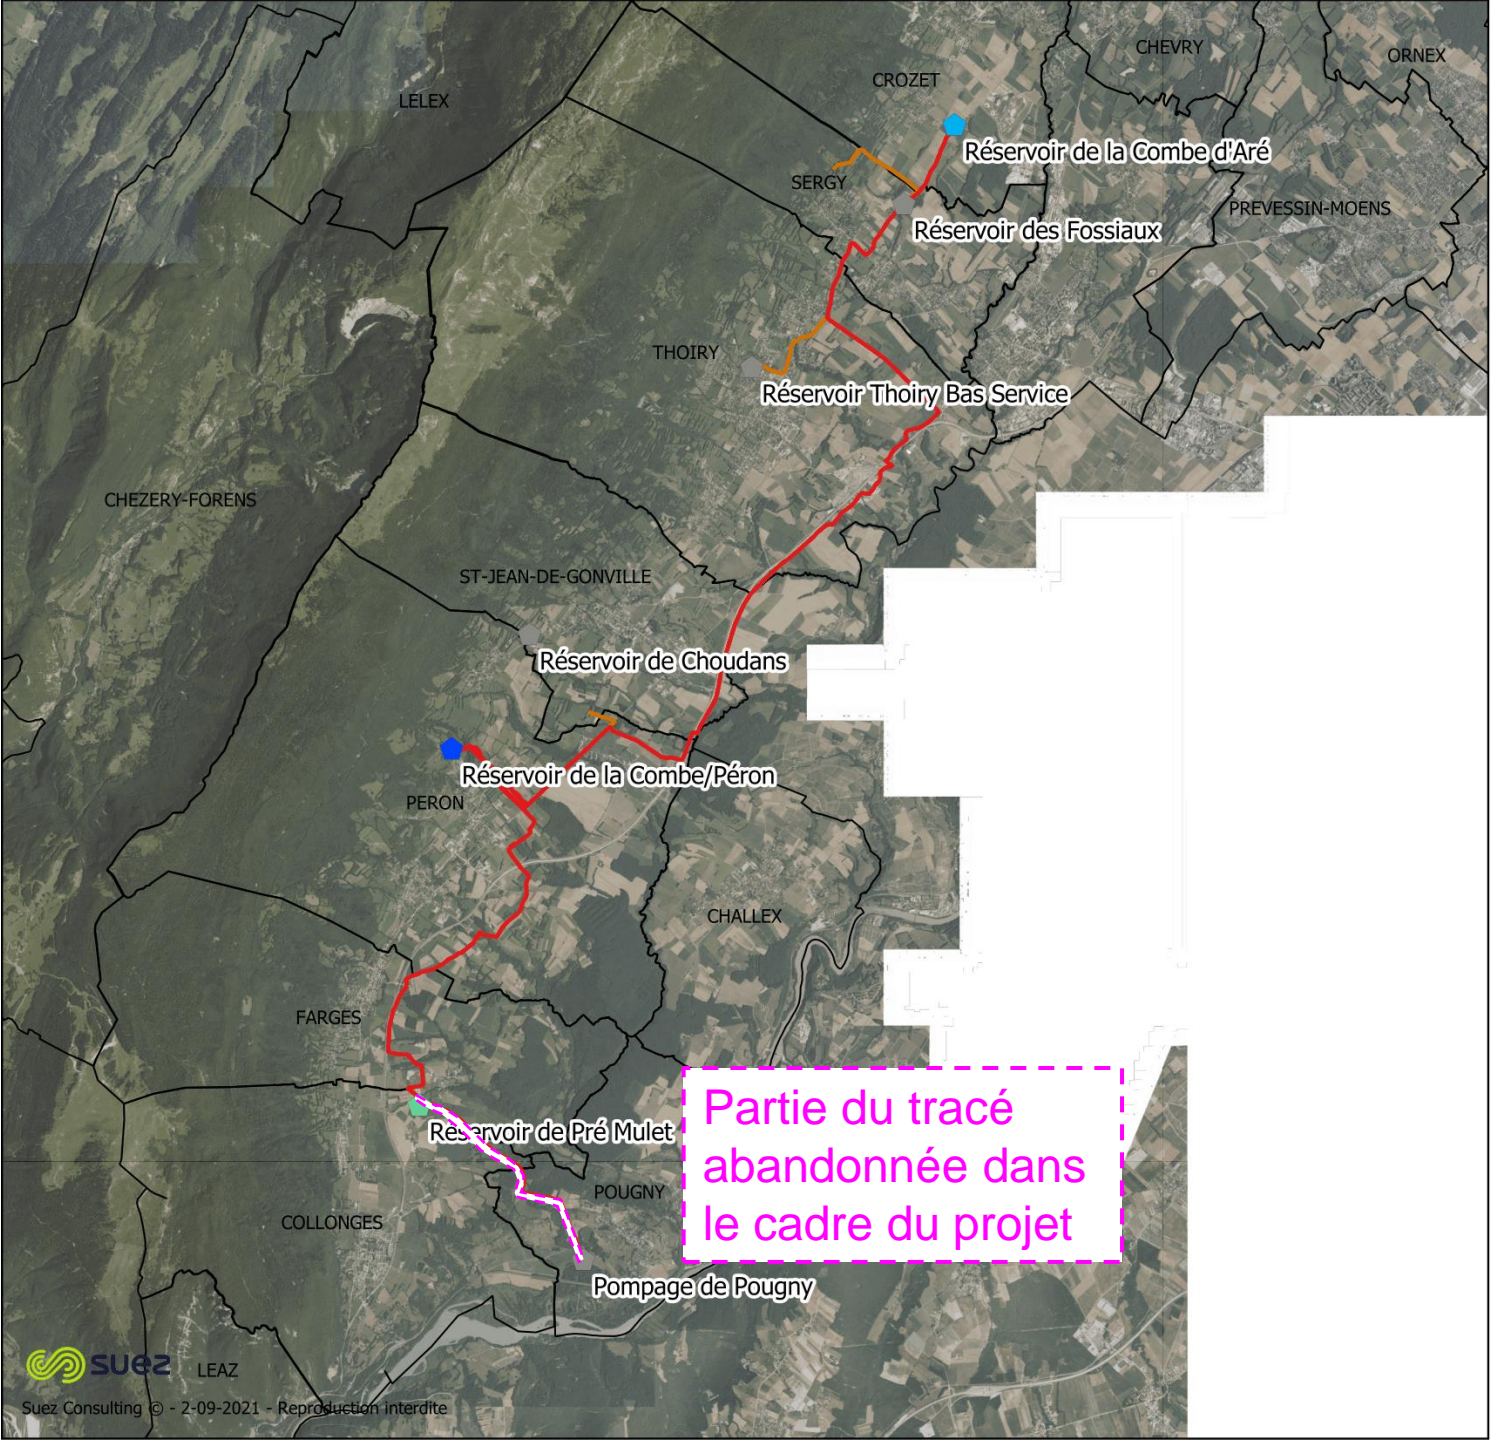 CHEVRY
ORNEX
CROZET
LELEX
Réservoir de la Combe d'Aré
SERGY
PREVESSIN-MOENS
Réservoir des Fossiaux
THOIRY
Réservoir Thoiry Bas Service
CHEZERY-FORENS
ST-JEAN-DE-GONVILLE
Réservoir de Choudans
Réservoir de la Combe/Péron
PERON
CHALLEX
FARGES
Partie du tracé
abandonnée dans
le cadre du projet
Réservoir de Pré Mulet
POUGNY
COLLONGES
Pompage de Pougny
suez
LEAZ
Suez Consulting © - 2-09-2021 - Reproduction interdite